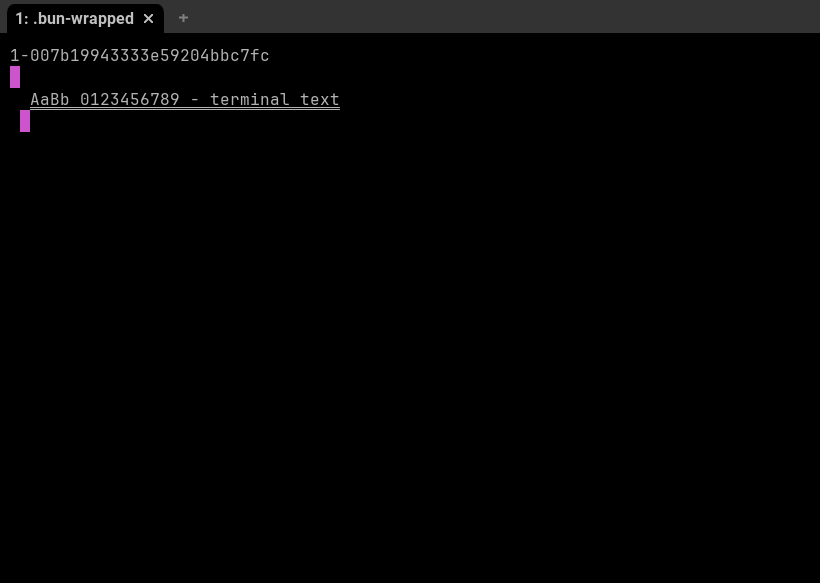 1: .bun-wrapped × +
1-007b19943333e59204bbc7fc
AaBb 0123456789 - terminal text